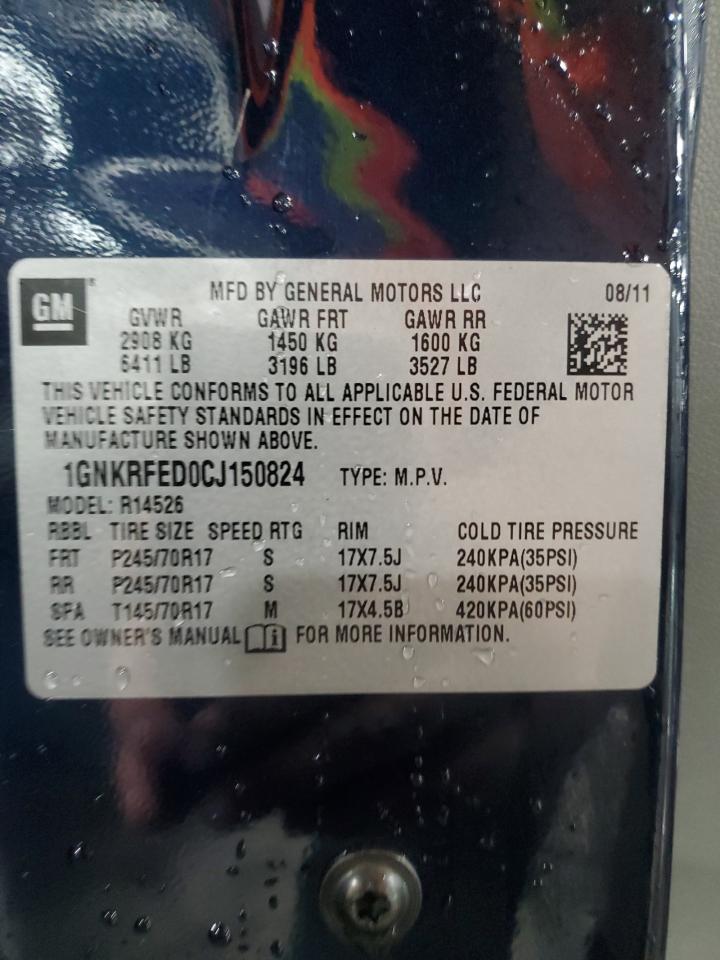 GM®
MFD BY GENERAL MOTORS LLC 08/11
GVWR GAWR FRT GAWR RR
2908 KG 1450 KG 1600 KG
6411 LB 3196 LB 3527 LB
THIS VEHICLE CONFORMS TO ALL APPLICABLE U.S. FEDERAL MOTOR
VEHICLE SAFETY STANDARDS IN EFFECT ON THE DATE OF
MANUFACTURE SHOWN ABOVE.
1GNKRFED0CJ150824 TYPE: M.P.V.
MODEL: R14526
RBBL TIRE SIZE SPEED RTG RIM COLD TIRE PRESSURE
FRT P245/70R17 S 17X7.5J 240KPA(35PSI)
RR P245/70R17 S 17X7.5J 240KPA(35PSI)
SPA T145/70R17 M 17X4.5B 420KPA(60PSI)
SEE OWNER'S MANUAL i FOR MORE INFORMATION.